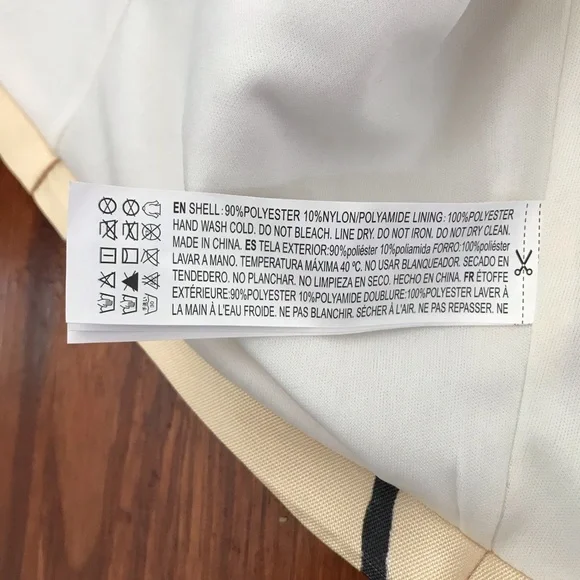 EN SHELL:90%POLYESTER 10%NYLON/POLYAMIDE LINING: 100%POLYESTER
HAND WASH COLD. DO NOT BLEACH. LINE DRY. DO NOT IRON. DO NOT DRY CLEAN.
MADE IN CHINA. ES TELA EXTERIOR:90%poliéster 10%poliamida FORRO:100%poliéster
LAVAR A MANO. TEMPERATURA MÁXIMA 40 ºC. NO USAR BLANQUEADOR. SECADO EN
TENDEDERO. NO PLANCHAR. NO LIMPIEZA EN SECO. HECHO EN CHINA. FR ÉTOFFE
EXTÉRIEURE:90%POLYESTER 10%POLYAMIDE DOUBLURE:100%POLYESTER LAVER À
LA MAIN À L'EAU FROIDE. NE PAS BLANCHIR. SÉCHER À L'AIR. NE PAS REPASSER. NE